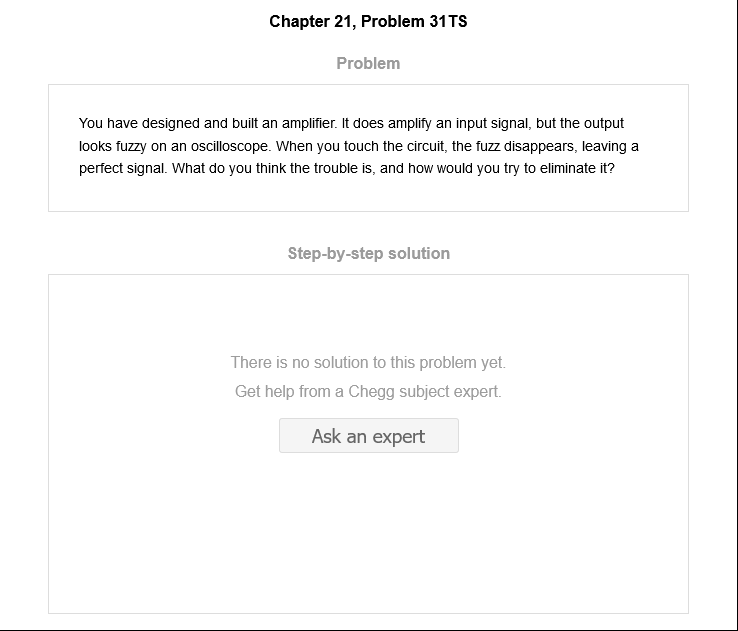 Chapter 21, Problem 31TS
Problem
You have designed and built an amplifier. It does amplify an input signal, but the output
looks fuzzy on an oscilloscope. When you touch the circuit, the fuzz disappears, leaving a
perfect signal. What do you think the trouble is, and how would you try to eliminate it?
Step-by-step solution
There is no solution to this problem yet.
Get help from a Chegg subject expert.
Ask an expert